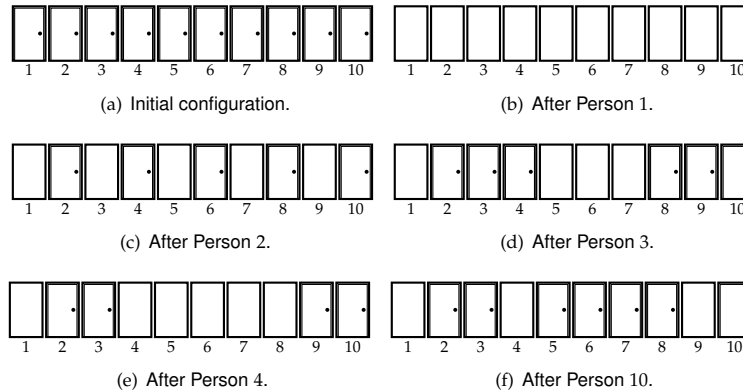 1 2 3 4 5 6 7 8 9 10
(a) Initial configuration.
1 2 3 4 5 6 7 8 9 10
(b) After Person 1.
1 2 3 4 5 6 7 8 9 10
(c) After Person 2.
1 2 3 4 5 6 7 8 9 10
(d) After Person 3.
1 2 3 4 5 6 7 8 9 10
(e) After Person 4.
1 2 3 4 5 6 7 8 9 10
(f) After Person 10.